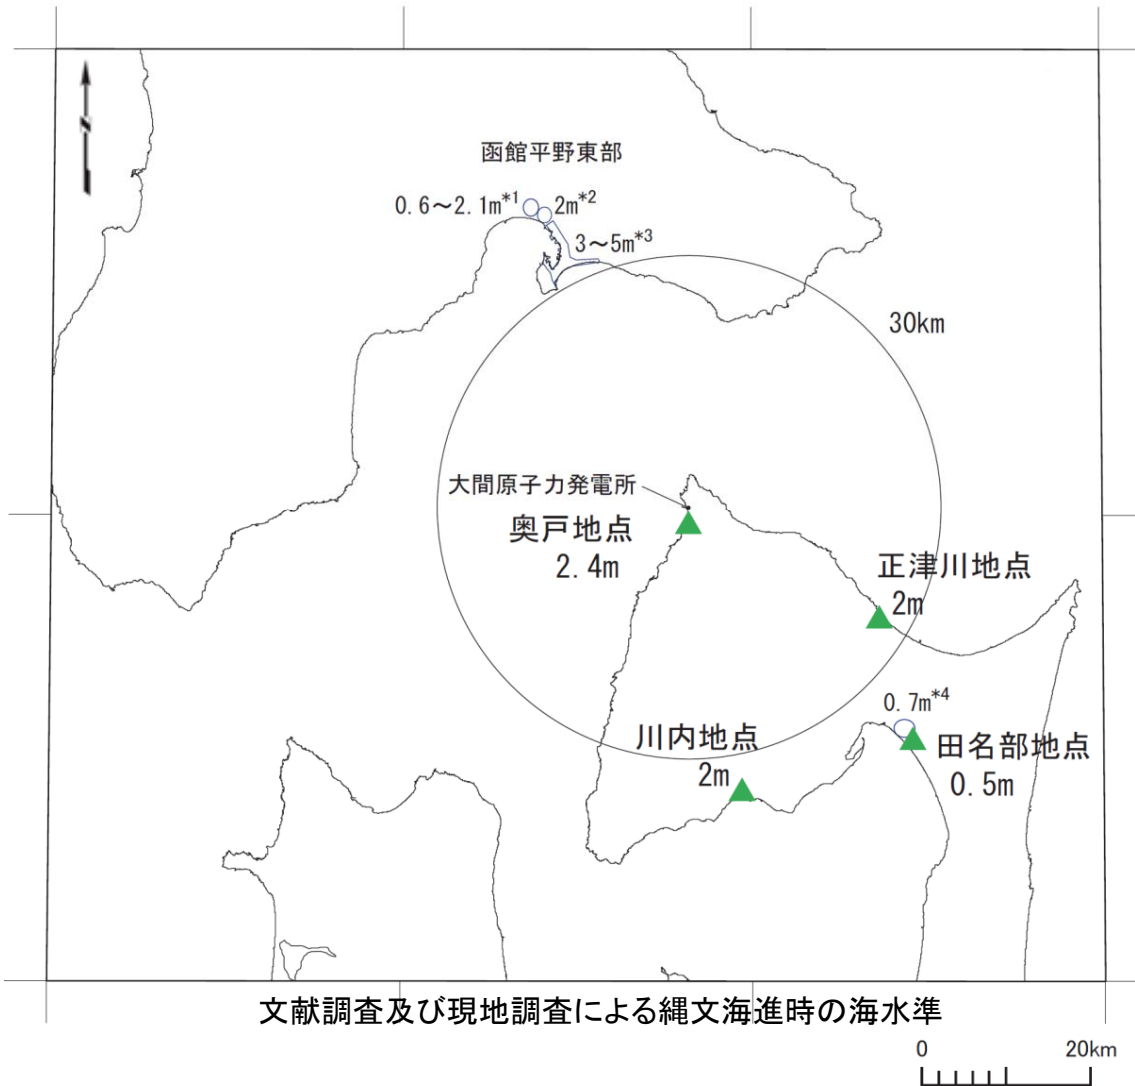 N
函館平野東部
0.6～2.1m*1
2m*2
3～5m*3
30km
大間原子力発電所
奥戸地点
2.4m
正津川地点
2m
0.7m*4
川内地点
2m
田名部地点
0.5m
文献調査及び現地調査による縄文海進時の海水準
0 20km